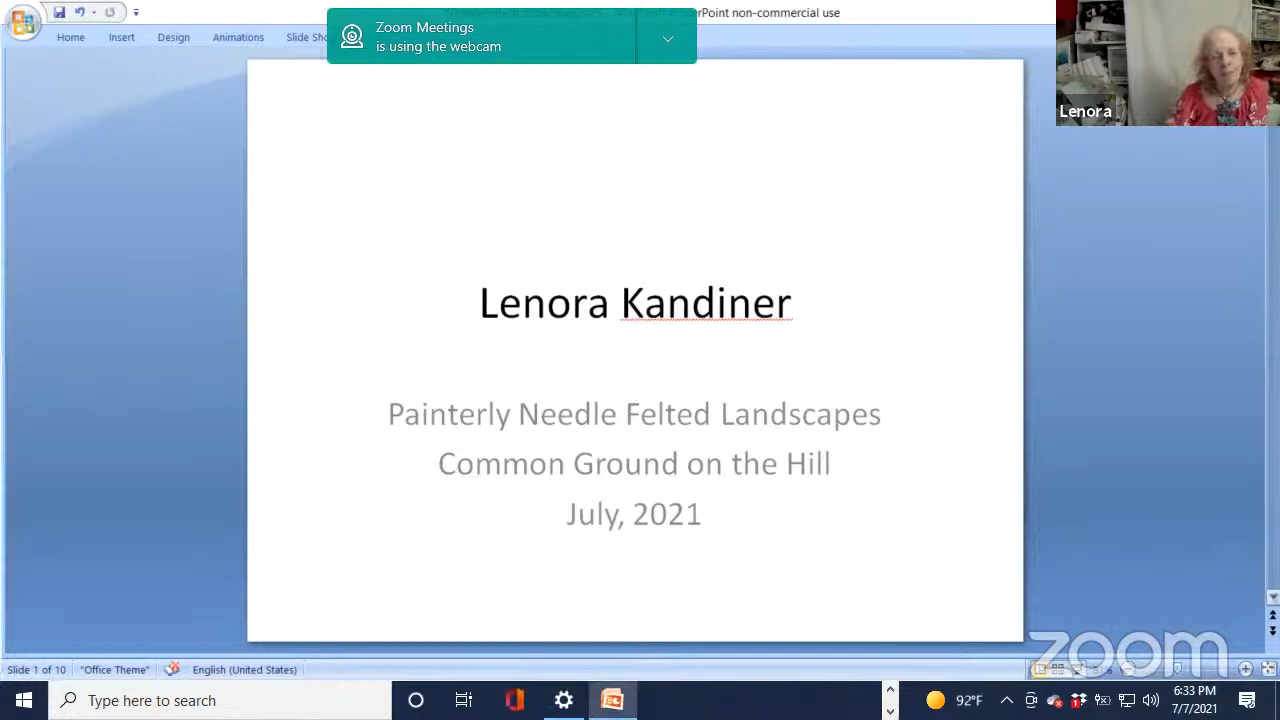 PowerPoint non-commercial use
Zoom Meetings
is using the webcam
Home Insert Design Animations Slide Sho
Lenora
Lenora Kandiner
Painterly Needle Felted Landscapes
Common Ground on the Hill
July, 2021
zoom
Slide 1 of 10 "Office Theme" English (United States)
Type here to search
92°F
6:33 PM
7/7/2021